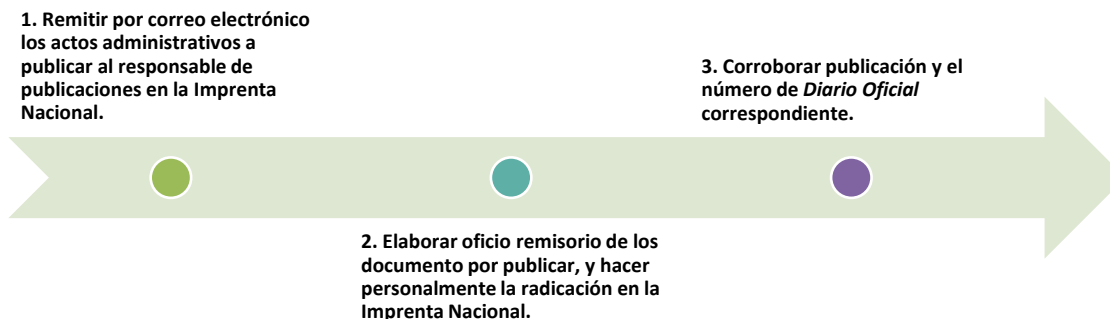 1. Remitir por correo electrónico
los actos administrativos a
publicar al responsable de
publicaciones en la Imprenta
Nacional.
2. Elaborar oficio remisorio de los
documento por publicar, y hacer
personalmente la radicación en la
Imprenta Nacional.
3. Corroborar publicación y el
número de Diario Oficial
correspondiente.